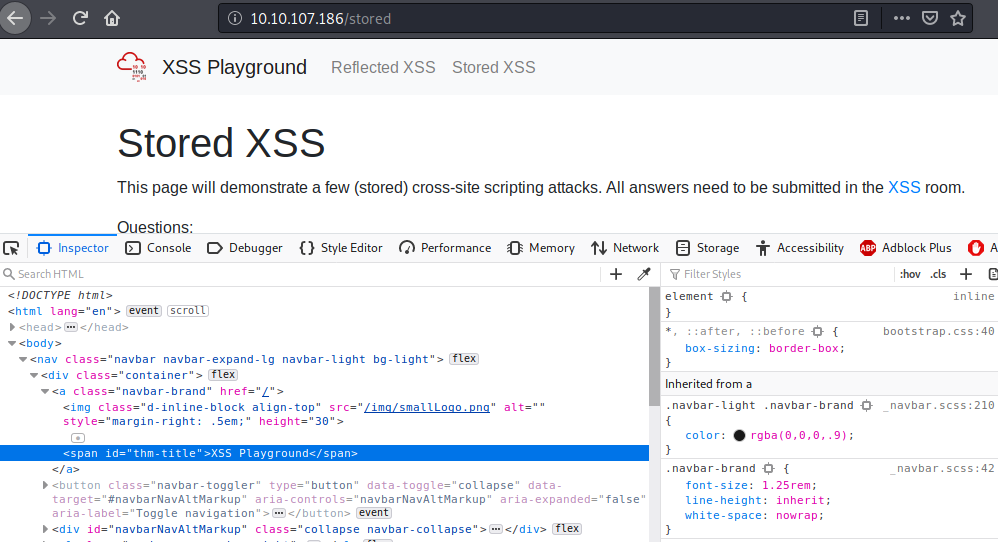 10.10.107.186/stored
XSS Playground Reflected XSS Stored XSS
Stored XSS
This page will demonstrate a few (stored) cross-site scripting attacks. All answers need to be submitted in the XSS room.
Questions:
Inspector Console Debugger Style Editor Performance Memory Network Storage Accessibility ABP Adblock Plus A
Search HTML
<!DOCTYPE html>
<html lang="en"> event scroll
<head> ••• </head>
<body>
<nav class="navbar navbar-expand-lg navbar-light bg-light"> flex
<div class="container"> flex
<a class="navbar-brand" href="/">
<img class="d-inline-block align-top" src="/img/smallLogo.png" alt=""
style="margin-right: .5em;" height="30">
<span id="thm-title">XSS Playground</span>
</a>
<button class="navbar-toggler" type="button" data-toggle="collapse" data-
target="#navbarNavAltMarkup" aria-controls="navbarNavAltMarkup" aria-expanded="false"
aria-label="Toggle navigation"> ••• </button> event
<div id="navbarNavAltMarkup" class="collapse navbar-collapse"> ••• </div> flex
Filter Styles :hov .cls
element { inline
}
*, ::after, ::before { bootstrap.css:40
box-sizing: border-box;
}
Inherited from a
.navbar-light .navbar-brand _navbar.scss:210
{
color: rgba(0,0,0,.9);
}
.navbar-brand { _navbar.scss:42
font-size: 1.25rem;
line-height: inherit;
white-space: nowrap;
}